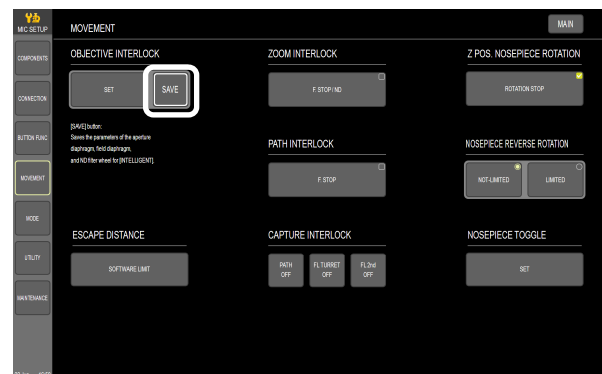 MIC SETUP
MOVEMENT
MAIN
COMPONENTS
CONNECTION
BUTTON FUNC
MOVEMENT
MODE
UTILITY
MAINTENANCE
OBJECTIVE INTERLOCK
SET
SAVE
[SAVE] button:
Saves the parameters of the aperture
diaphragm, field diaphragm,
and ND filter wheel for [INTELLIGENT].
ESCAPE DISTANCE
SOFTWARE LIMIT
ZOOM INTERLOCK
F. STOP / ND
PATH INTERLOCK
F. STOP
CAPTURE INTERLOCK
PATH
OFF
FL TURRET
OFF
FL 2nd
OFF
Z POS. NOSEPIECE ROTATION
ROTATION STOP
NOSEPIECE REVERSE ROTATION
NOT-LIMITED
LIMITED
NOSEPIECE TOGGLE
SET